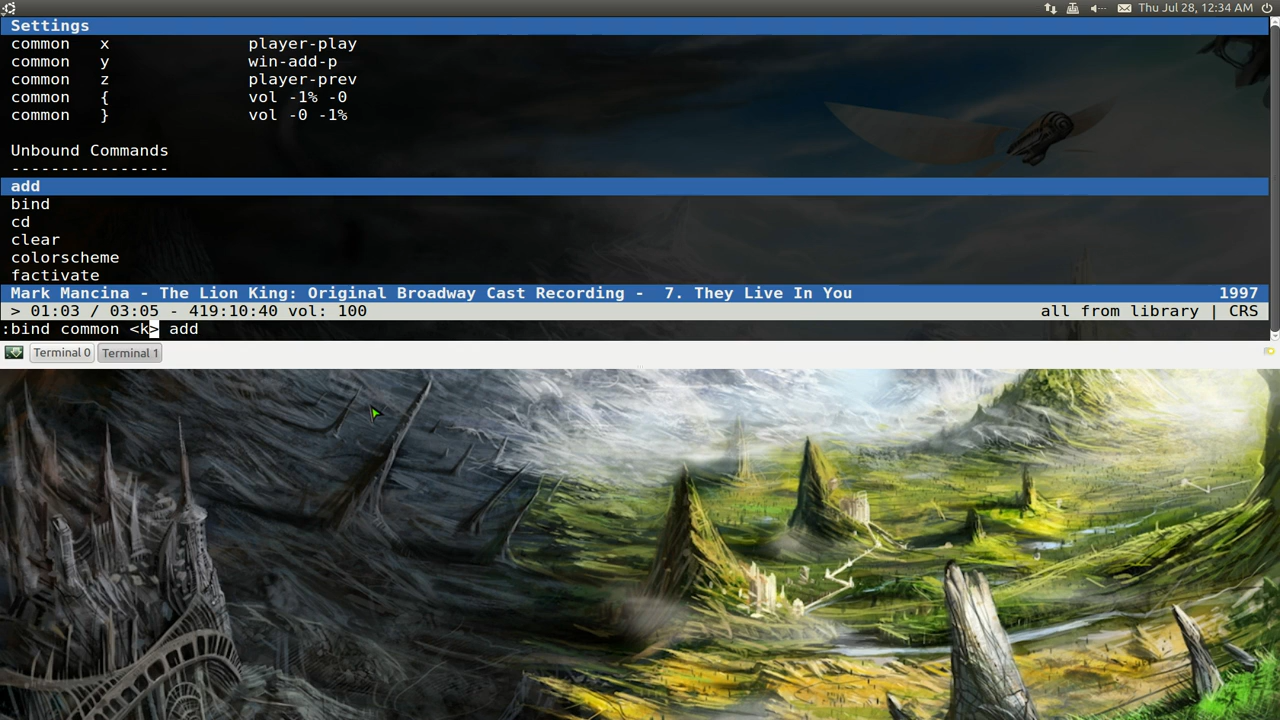 Thu Jul 28, 12:34 AM
Settings
common x player-play
common y win-add-p
common z player-prev
common { vol -1% -0
common } vol -0 -1%
Unbound Commands
----------------
add
bind
cd
clear
colorscheme
factivate
Mark Mancina - The Lion King: Original Broadway Cast Recording - 7. They Live In You 1997
> 01:03 / 03:05 - 419:10:40 vol: 100 all from library | CRS
:bind common <k> add
Terminal 0 Terminal 1